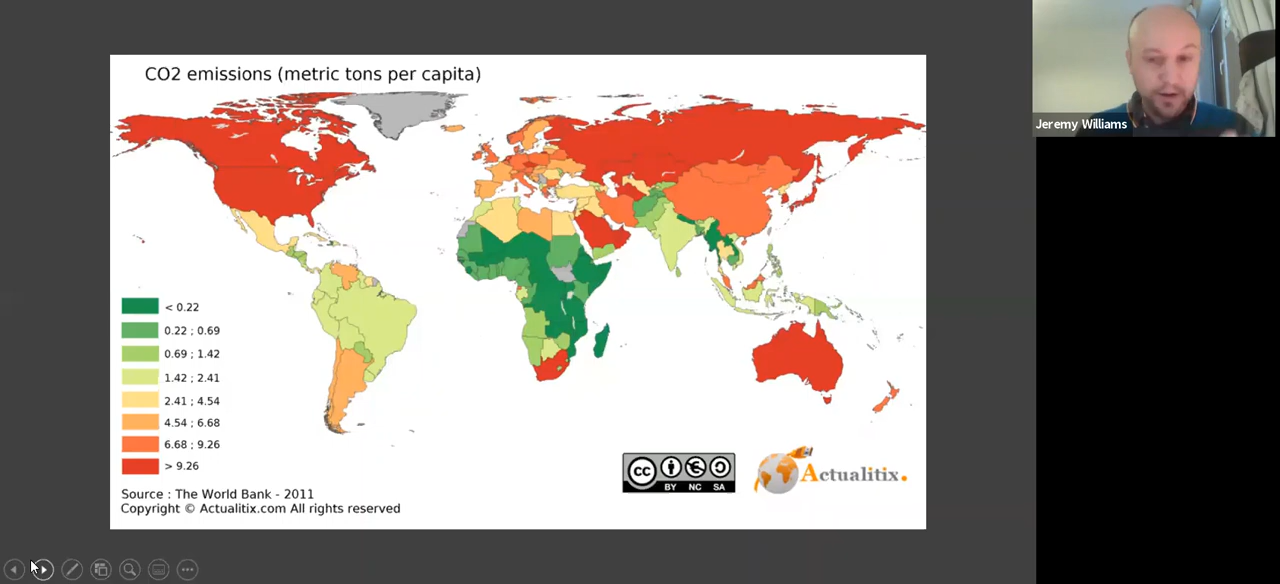 CO2 emissions (metric tons per capita)
Jeremy Williams
< 0.22
0.22 ; 0.69
0.69 ; 1.42
1.42 ; 2.41
2.41 ; 4.54
4.54 ; 6.68
6.68 ; 9.26
> 9.26
cc
BY NC SA
Actualitix.
Source : The World Bank - 2011
Copyright © Actualitix.com All rights reserved